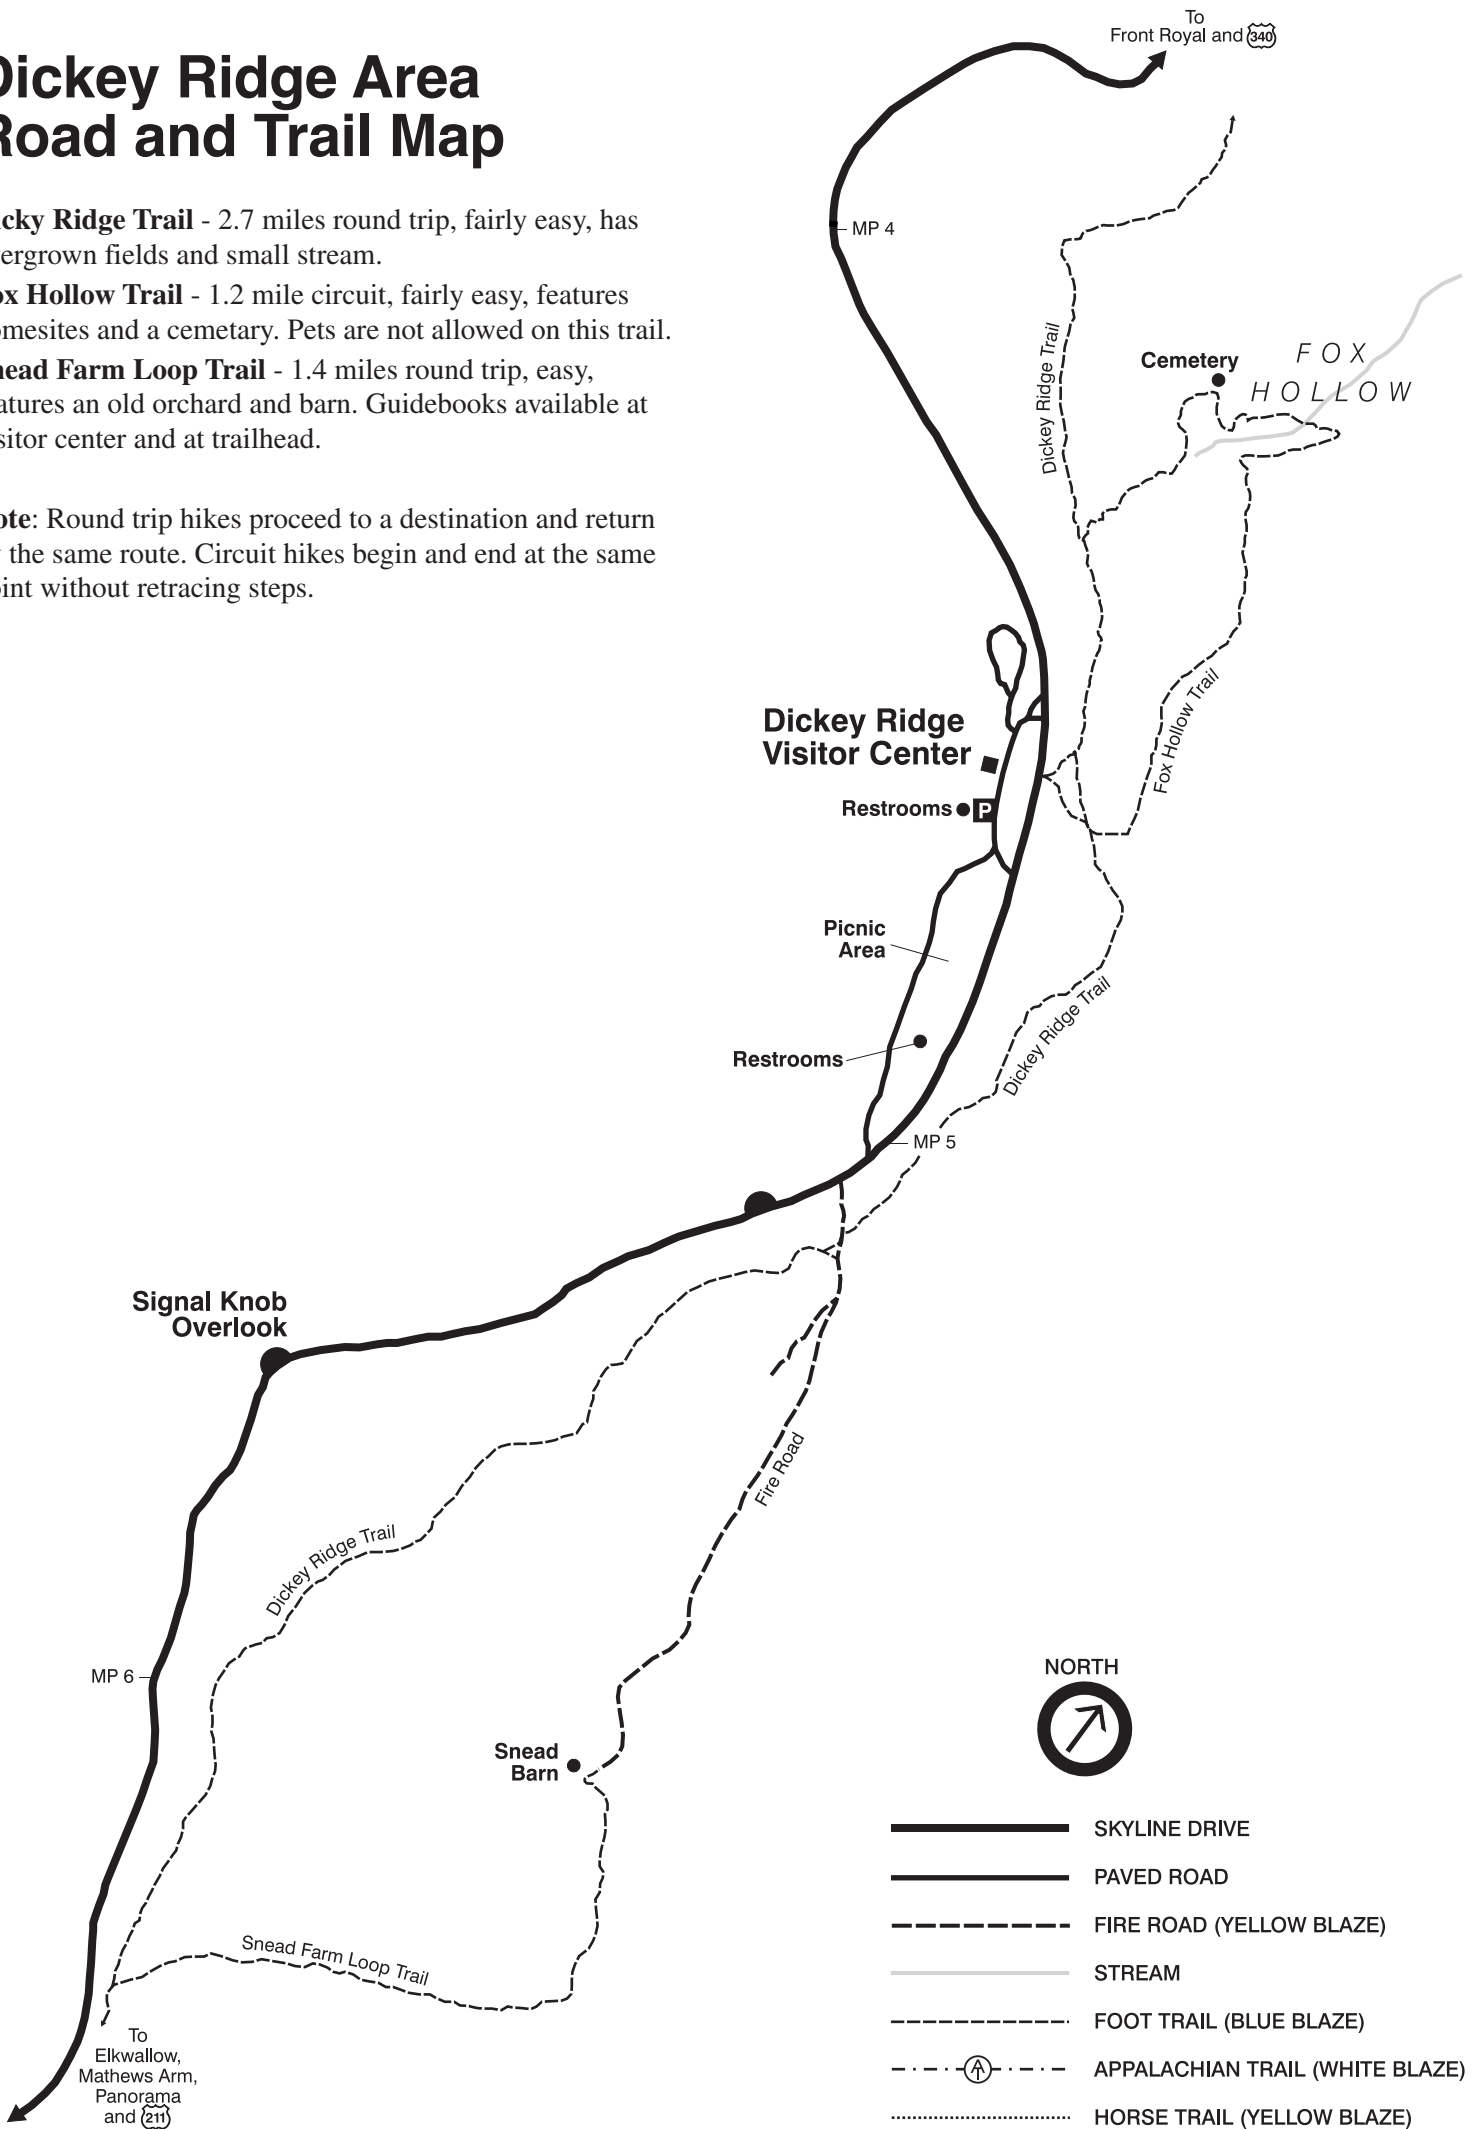 Dickey Ridge Area
Road and Trail Map
icky Ridge Trail - 2.7 miles round trip, fairly easy, has
vergrown fields and small stream.
ox Hollow Trail - 1.2 mile circuit, fairly easy, features
omesites and a cemetary. Pets are not allowed on this trail.
nead Farm Loop Trail - 1.4 miles round trip, easy,
atures an old orchard and barn. Guidebooks available at
isitor center and at trailhead.
ote: Round trip hikes proceed to a destination and return
y the same route. Circuit hikes begin and end at the same
oint without retracing steps.
To
Front Royal and 340
MP 4
Dickey Ridge Trail
Cemetery
FOX
HOLLOW
Fox Hollow Trail
Dickey Ridge
Visitor Center
Restrooms P
Picnic
Area
Dickey Ridge Trail
Restrooms
MP 5
Signal Knob
Overlook
Fire Road
Dickey Ridge Trail
MP 6
Snead
Barn
Snead Farm Loop Trail
To
Elkwallow,
Mathews Arm,
Panorama
and 211
NORTH
SKYLINE DRIVE
PAVED ROAD
FIRE ROAD (YELLOW BLAZE)
STREAM
FOOT TRAIL (BLUE BLAZE)
APPALACHIAN TRAIL (WHITE BLAZE)
HORSE TRAIL (YELLOW BLAZE)